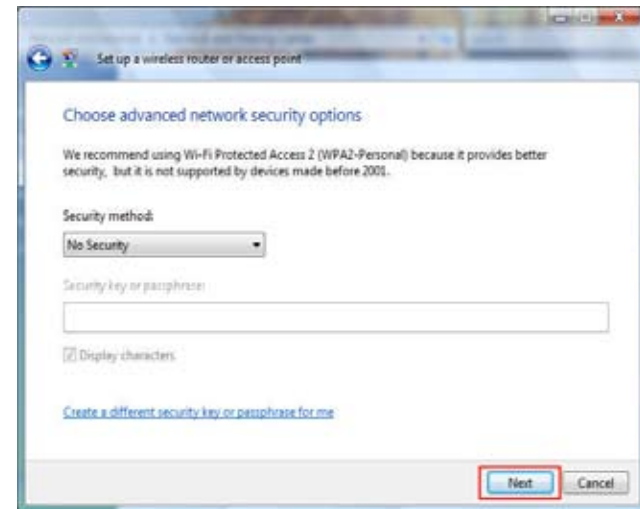 Set up a wireless router or access point
Choose advanced network security options
We recommend using Wi-Fi Protected Access 2 (WPA2-Personal) because it provides better
security, but it is not supported by devices made before 2001.
Security method:
No Security
Security key or passphrase:
Display characters
Create a different security key or passphrase for me
Next
Cancel